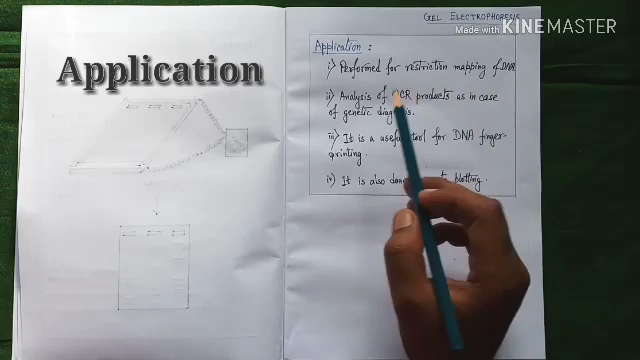 GEL ELECTROPHORESIS
Made with KINEMASTER
Application
Application :
i) Performed for restriction mapping of DNA.
ii) Analysis of PCR products as in case
of genetic diagnosis.
iii) It is a useful tool for DNA finger-
printing.
iv) It is also done to blotting.